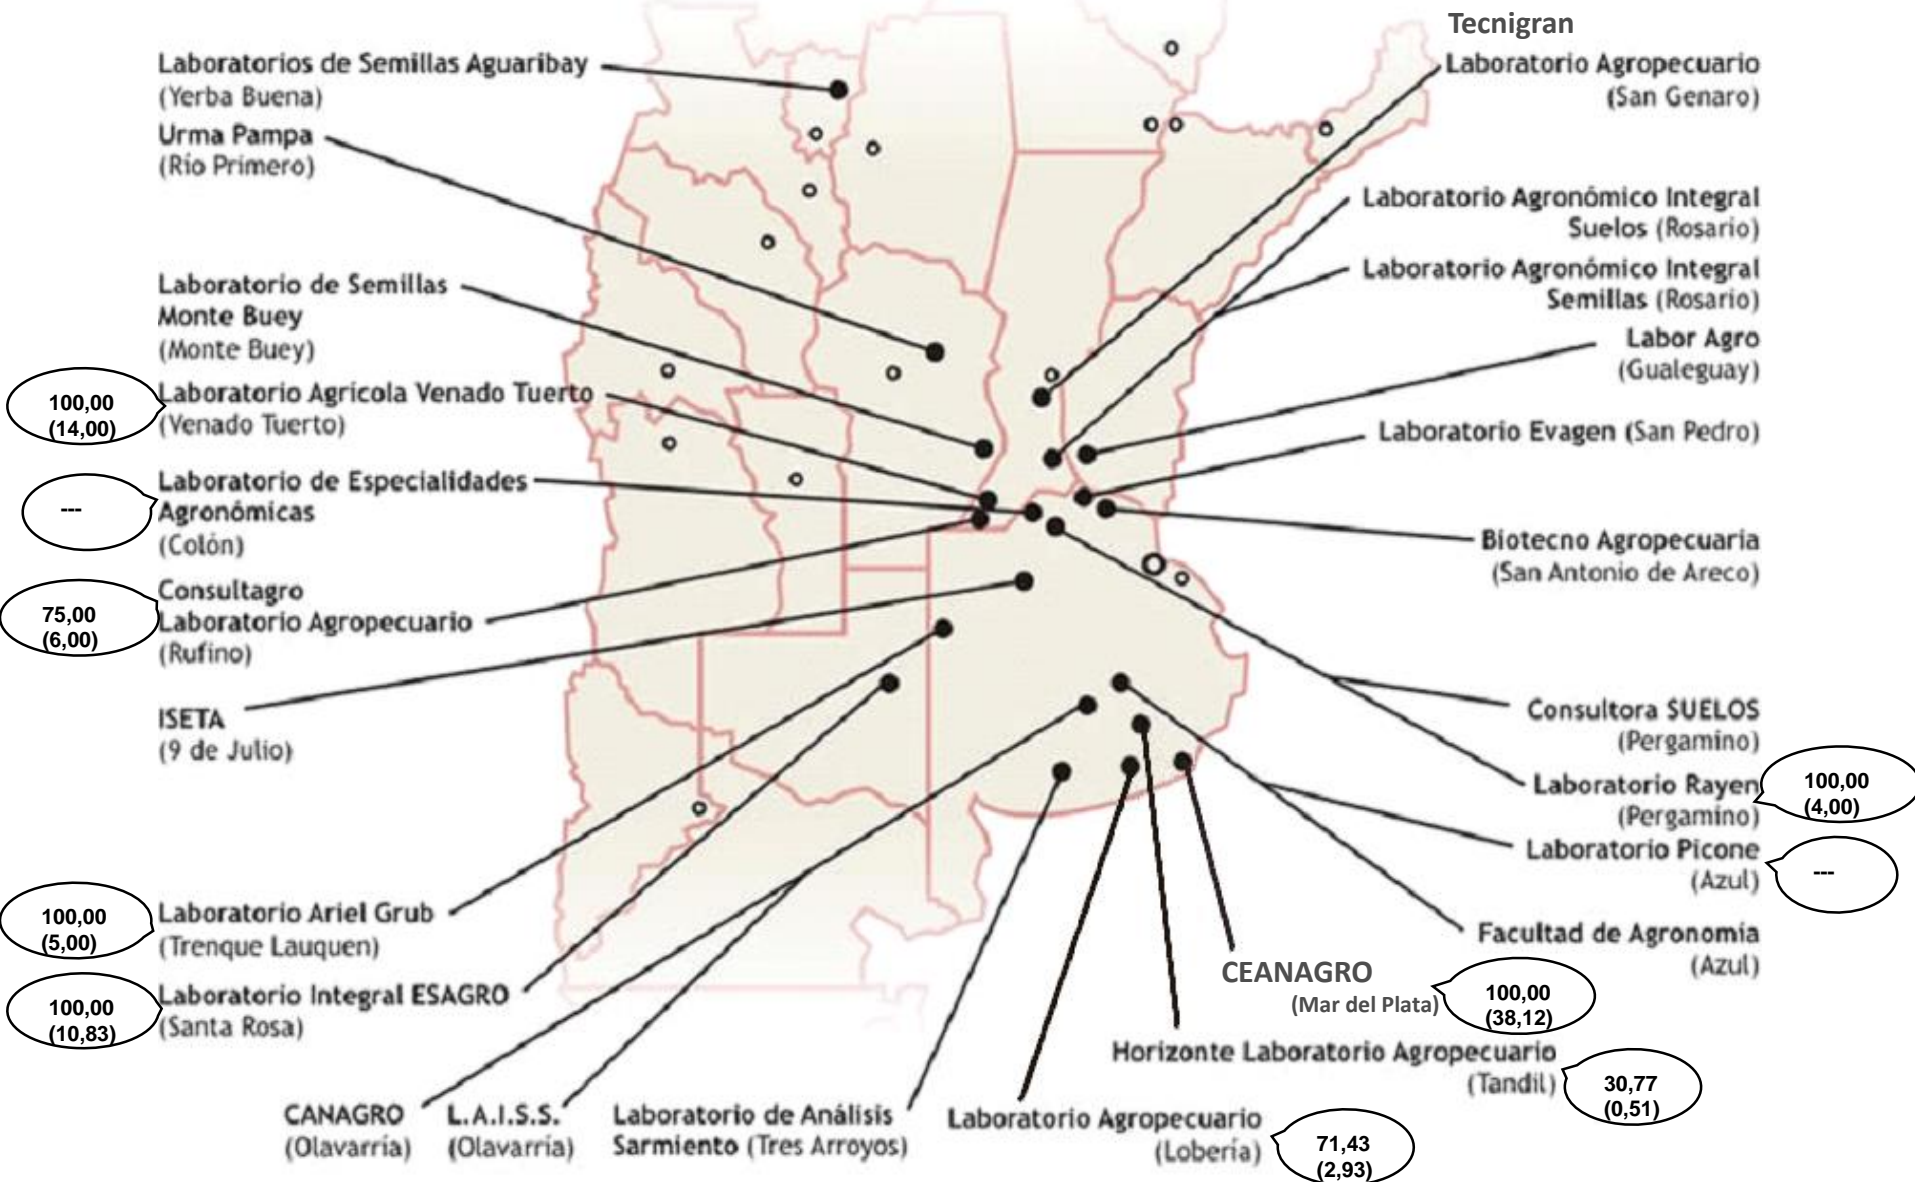 Tecnigran
Laboratorio Agropecuario
(San Genaro)
Laboratorios de Semillas Aguaribay
(Yerba Buena)
Urma Pampa
(Río Primero)
Laboratorio Agronómico Integral
Suelos (Rosario)
Laboratorio Agronómico Integral
Semillas (Rosario)
Laboratorio de Semillas
Monte Buey
(Monte Buey)
Labor Agro
(Gualeguay)
100,00
(14,00)
Laboratorio Agrícola Venado Tuerto
(Venado Tuerto)
Laboratorio Evagen (San Pedro)
---
Laboratorio de Especialidades
Agronómicas
(Colón)
Biotecno Agropecuaria
(San Antonio de Areco)
75,00
(6,00)
Consultagro
Laboratorio Agropecuario
(Rufino)
ISETA
(9 de Julio)
Consultora SUELOS
(Pergamino)
Laboratorio Rayen
(Pergamino)
100,00
(4,00)
Laboratorio Picone
(Azul)
---
Facultad de Agronomía
(Azul)
100,00
(5,00)
Laboratorio Ariel Grub
(Trenque Lauquen)
100,00
(10,83)
Laboratorio Integral ESAGRO
(Santa Rosa)
CEANAGRO
(Mar del Plata)
100,00
(38,12)
Horizonte Laboratorio Agropecuario
(Tandil)
30,77
(0,51)
CANAGRO
(Olavarría)
L.A.I.S.S.
(Olavarría)
Laboratorio de Análisis
Sarmiento (Tres Arroyos)
Laboratorio Agropecuario
(Lobería)
71,43
(2,93)